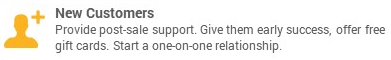 New Customers
Provide post-sale support. Give them early success, offer free
gift cards. Start a one-on-one relationship.